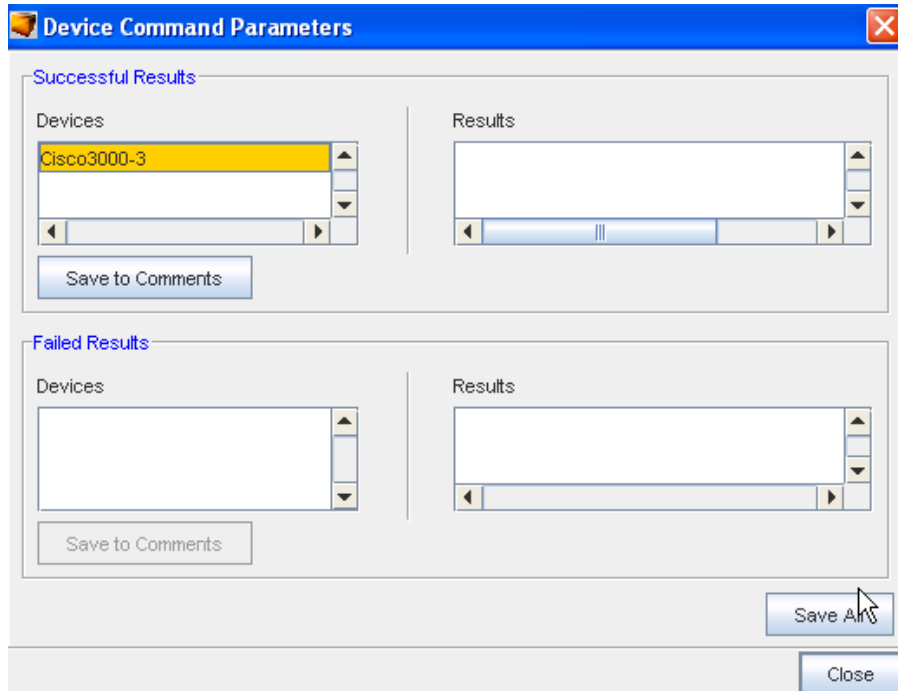 Device Command Parameters
Successful Results
Devices
Results
Cisco3000-3
Save to Comments
Failed Results
Devices
Results
Save to Comments
Save All
Close